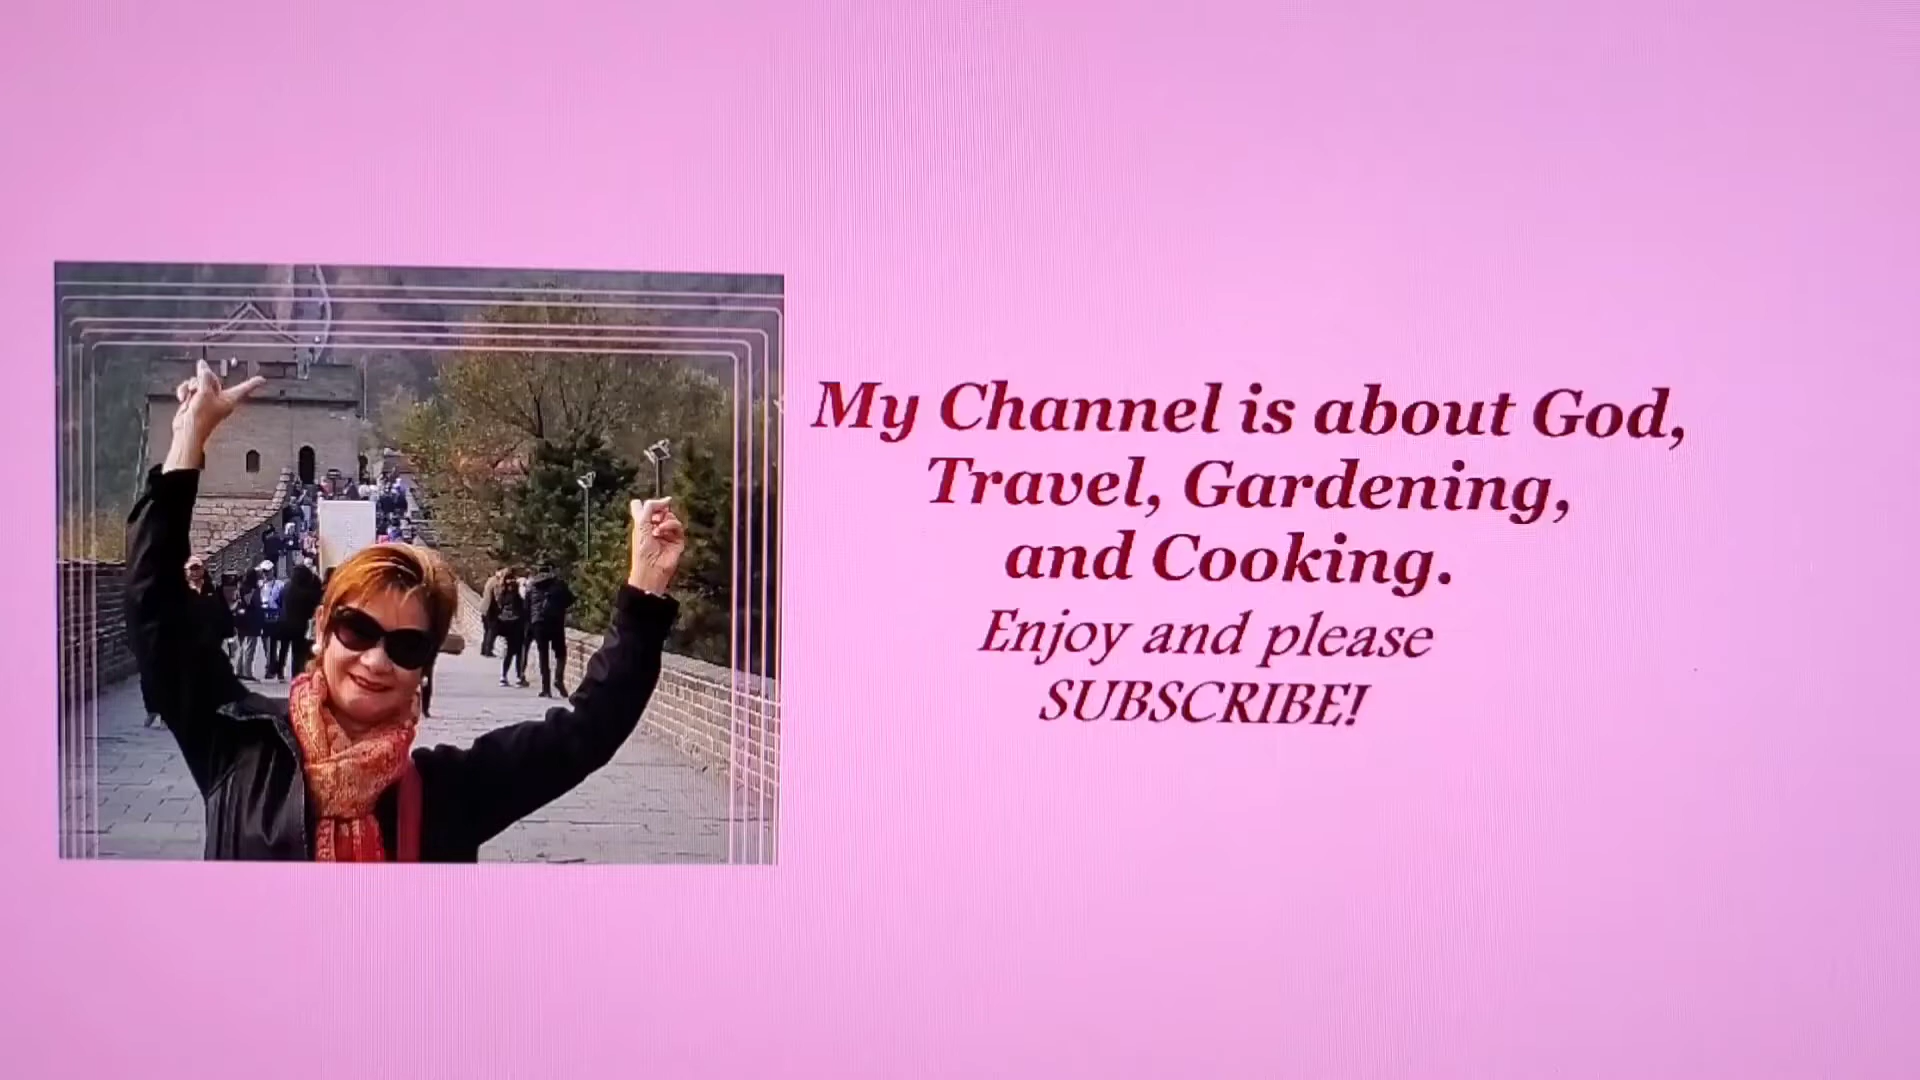 My Channel is about God,
Travel, Gardening,
and Cooking.
Enjoy and please
SUBSCRIBE!